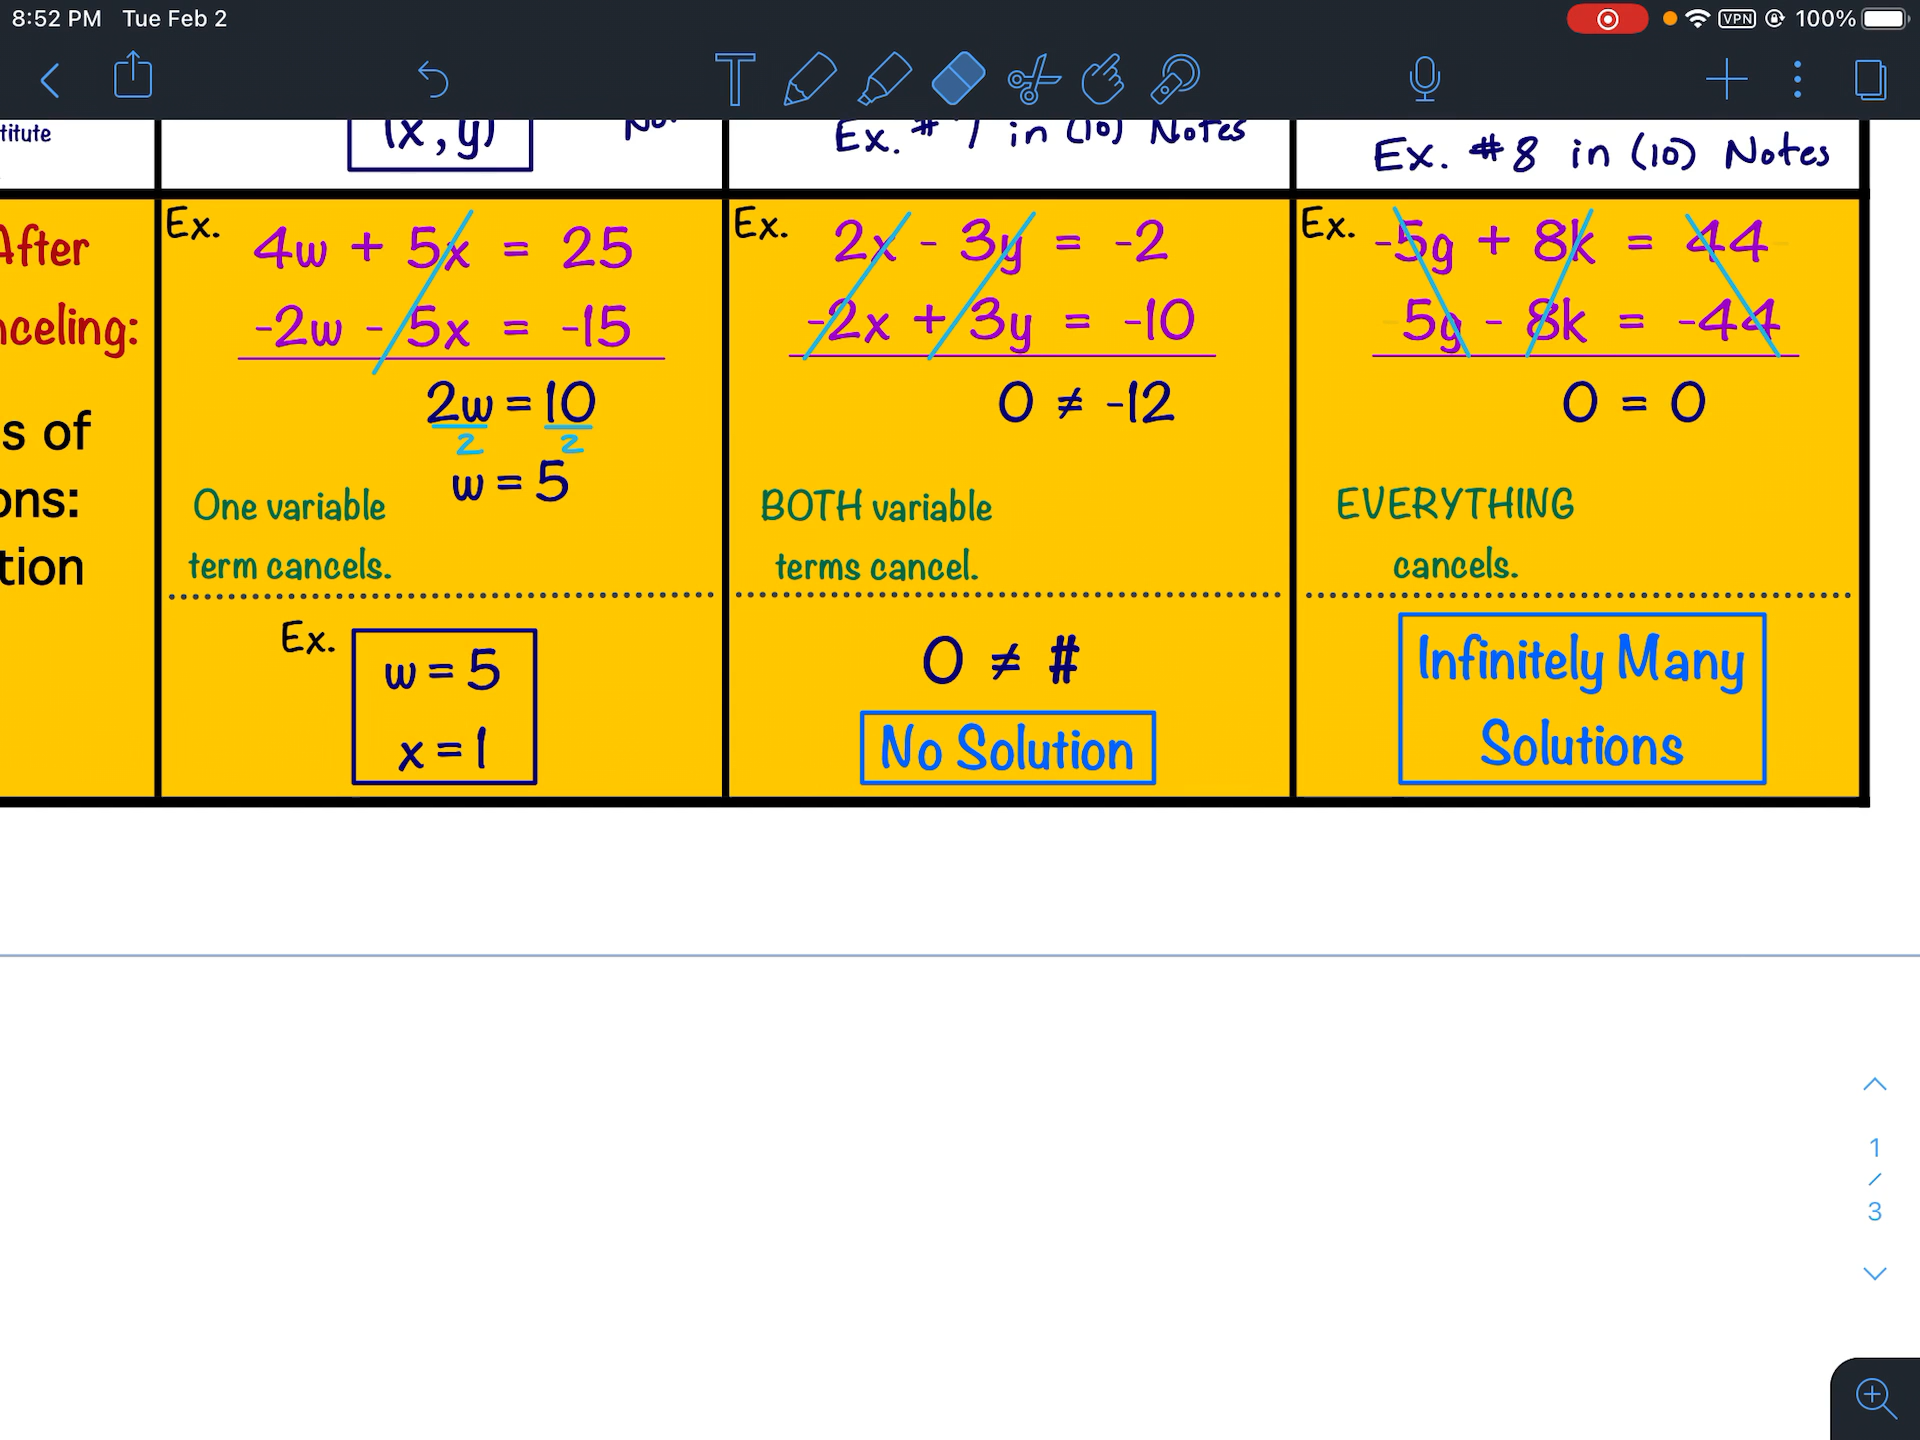 8:52 PM Tue Feb 2
VPN 100%
T
titute
(x, y)
No.
Ex. #7 in (10) Notes
Ex. #8 in (10) Notes
After
nceling:
s of
ons:
tion
Ex.
4w + 5x = 25
-2w - 5x = -15
2w = 10
2 2
w = 5
One variable
term cancels.
Ex.
w = 5
x = 1
Ex.
2x - 3y = -2
-2x + 3y = -10
0 ≠ -12
BOTH variable
terms cancel.
0 ≠ #
No Solution
Ex.
-5g + 8k = 44
5g - 8k = -44
0 = 0
EVERYTHING
cancels.
Infinitely Many
Solutions
1
/
3